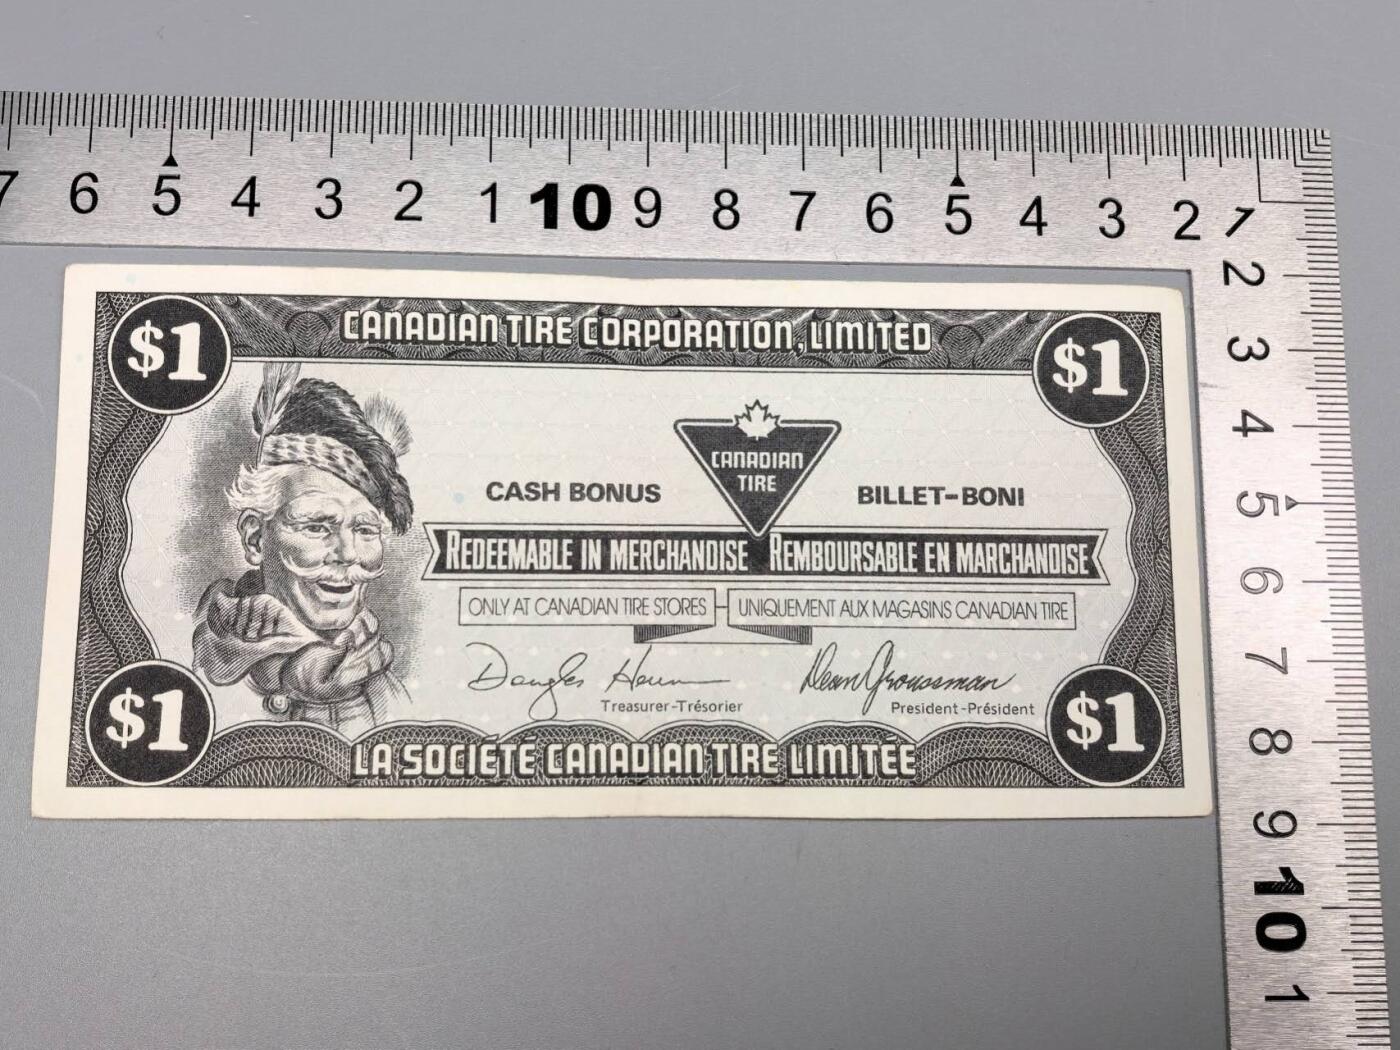 7 6 5 4 3 2 1 10 9 8 7 6 5 4 3 2 1
2
3
4
5
6
7
8
9
10
1
$1 CANADIAN TIRE CORPORATION, LIMITED $1
CANADIAN
TIRE
CASH BONUS BILLET-BONI
REDEEMABLE IN MERCHANDISE REMBOURSABLE EN MARCHANDISE
ONLY AT CANADIAN TIRE STORES UNIQUEMENT AUX MAGASINS CANADIAN TIRE
Dean Groussman
Treasurer-Trésorier President-Président
$1 LA SOCIÉTÉ CANADIAN TIRE LIMITÉE $1